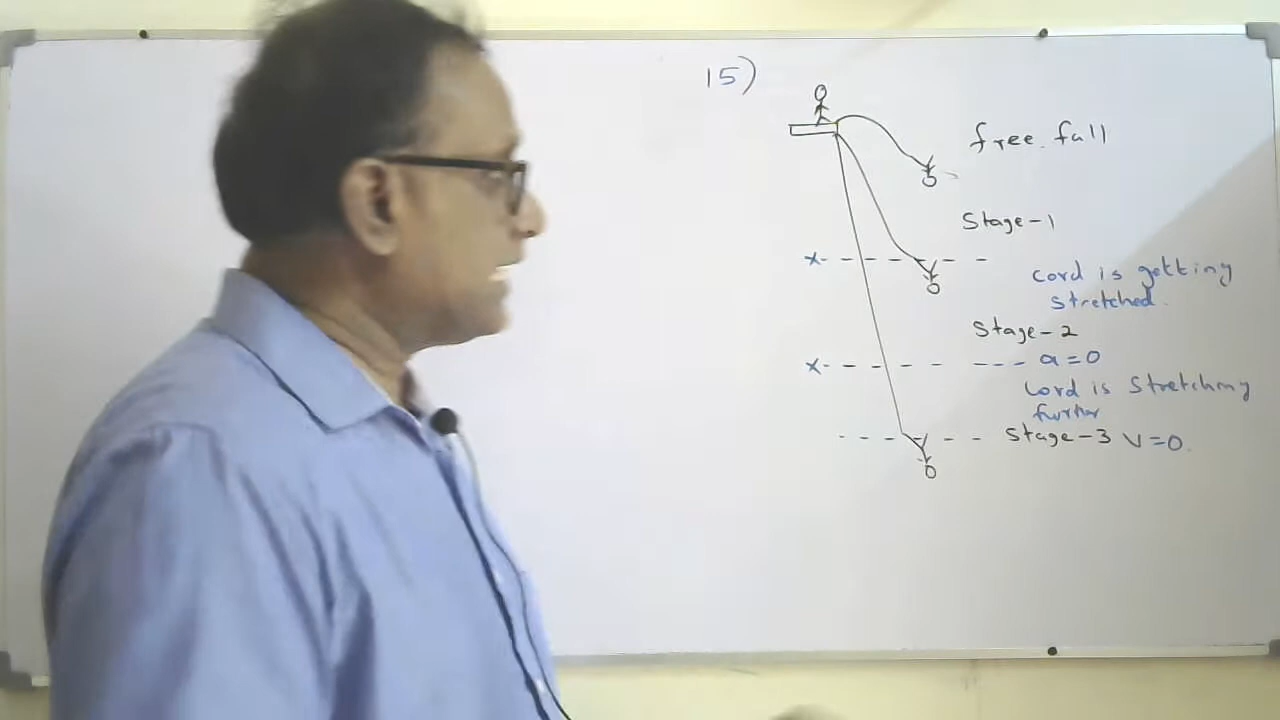 15)
free fall
Stage-1
x
cord is getting
stretched.
Stage-2
x
a=0
Cord is stretching
further
Stage-3 V=0.